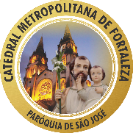 CATEDRAL METROPOLITANA DE FORTALEZA
PARÓQUIA DE SÃO JOSÉ